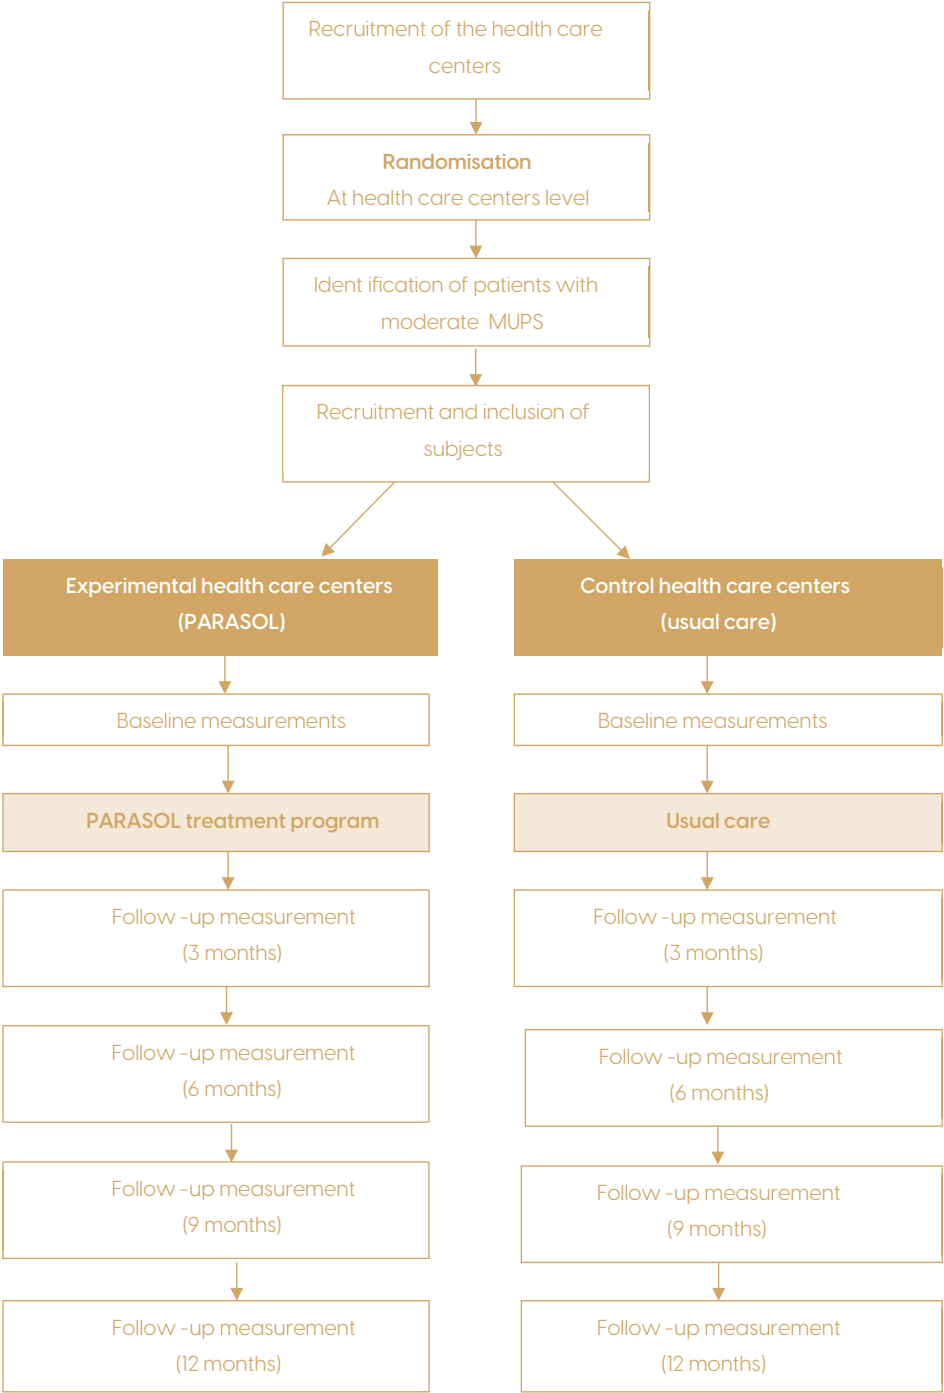 Recruitment of the health care
centers
Randomisation
At health care centers level
Ident ification of patients with
moderate MUPS
Recruitment and inclusion of
subjects
Experimental health care centers
(PARASOL)
Baseline measurements
PARASOL treatment program
Follow -up measurement
(3 months)
Follow -up measurement
(6 months)
Follow -up measurement
(9 months)
Follow -up measurement
(12 months)
Control health care centers
(usual care)
Baseline measurements
Usual care
Follow -up measurement
(3 months)
Follow -up measurement
(6 months)
Follow -up measurement
(9 months)
Follow -up measurement
(12 months)